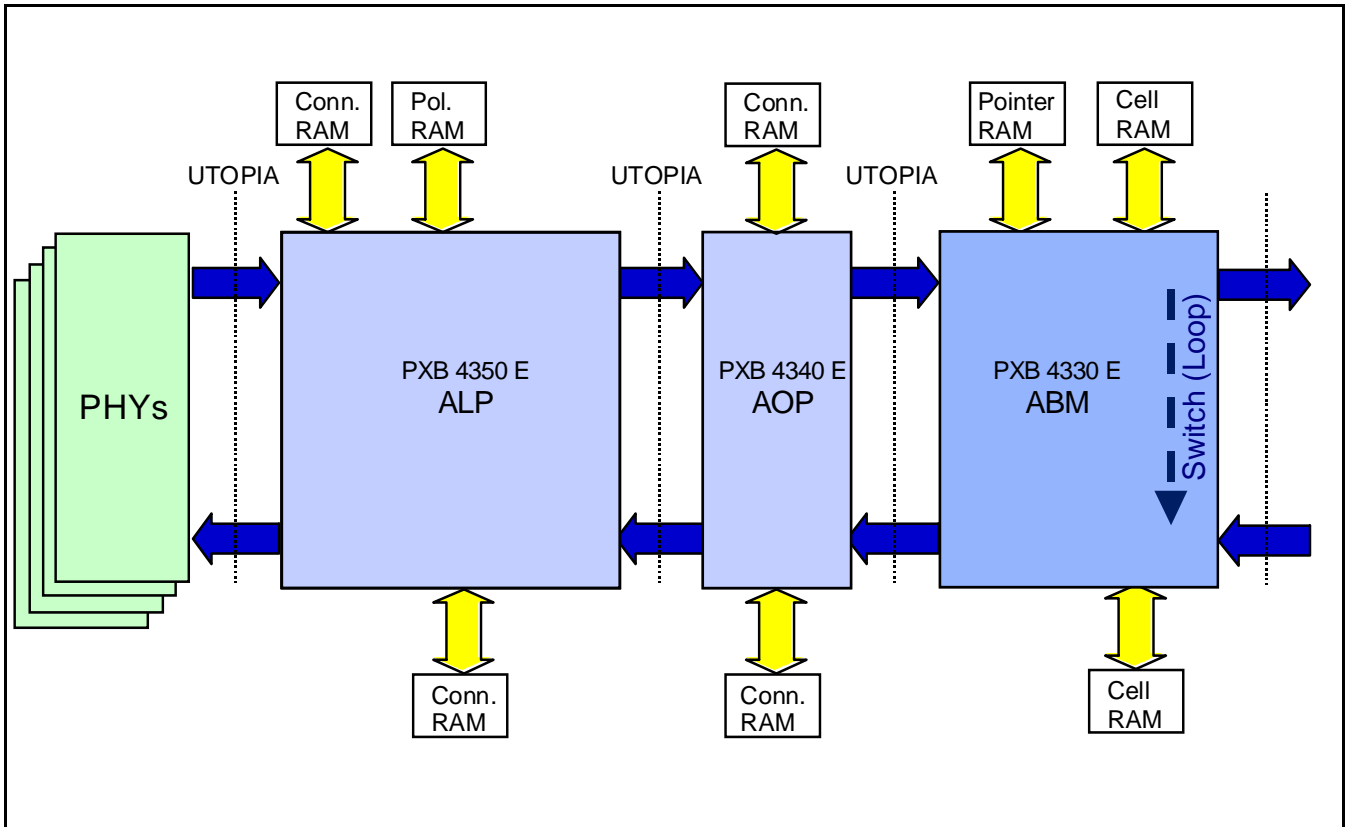 Conn.
RAM
Pol.
RAM
Conn.
RAM
Pointer
RAM
Cell
RAM
UTOPIA
UTOPIA
UTOPIA
PHYs
PXB 4350 E
ALP
PXB 4340 E
AOP
PXB 4330 E
ABM
Switch (Loop)
Conn.
RAM
Conn.
RAM
Cell
RAM